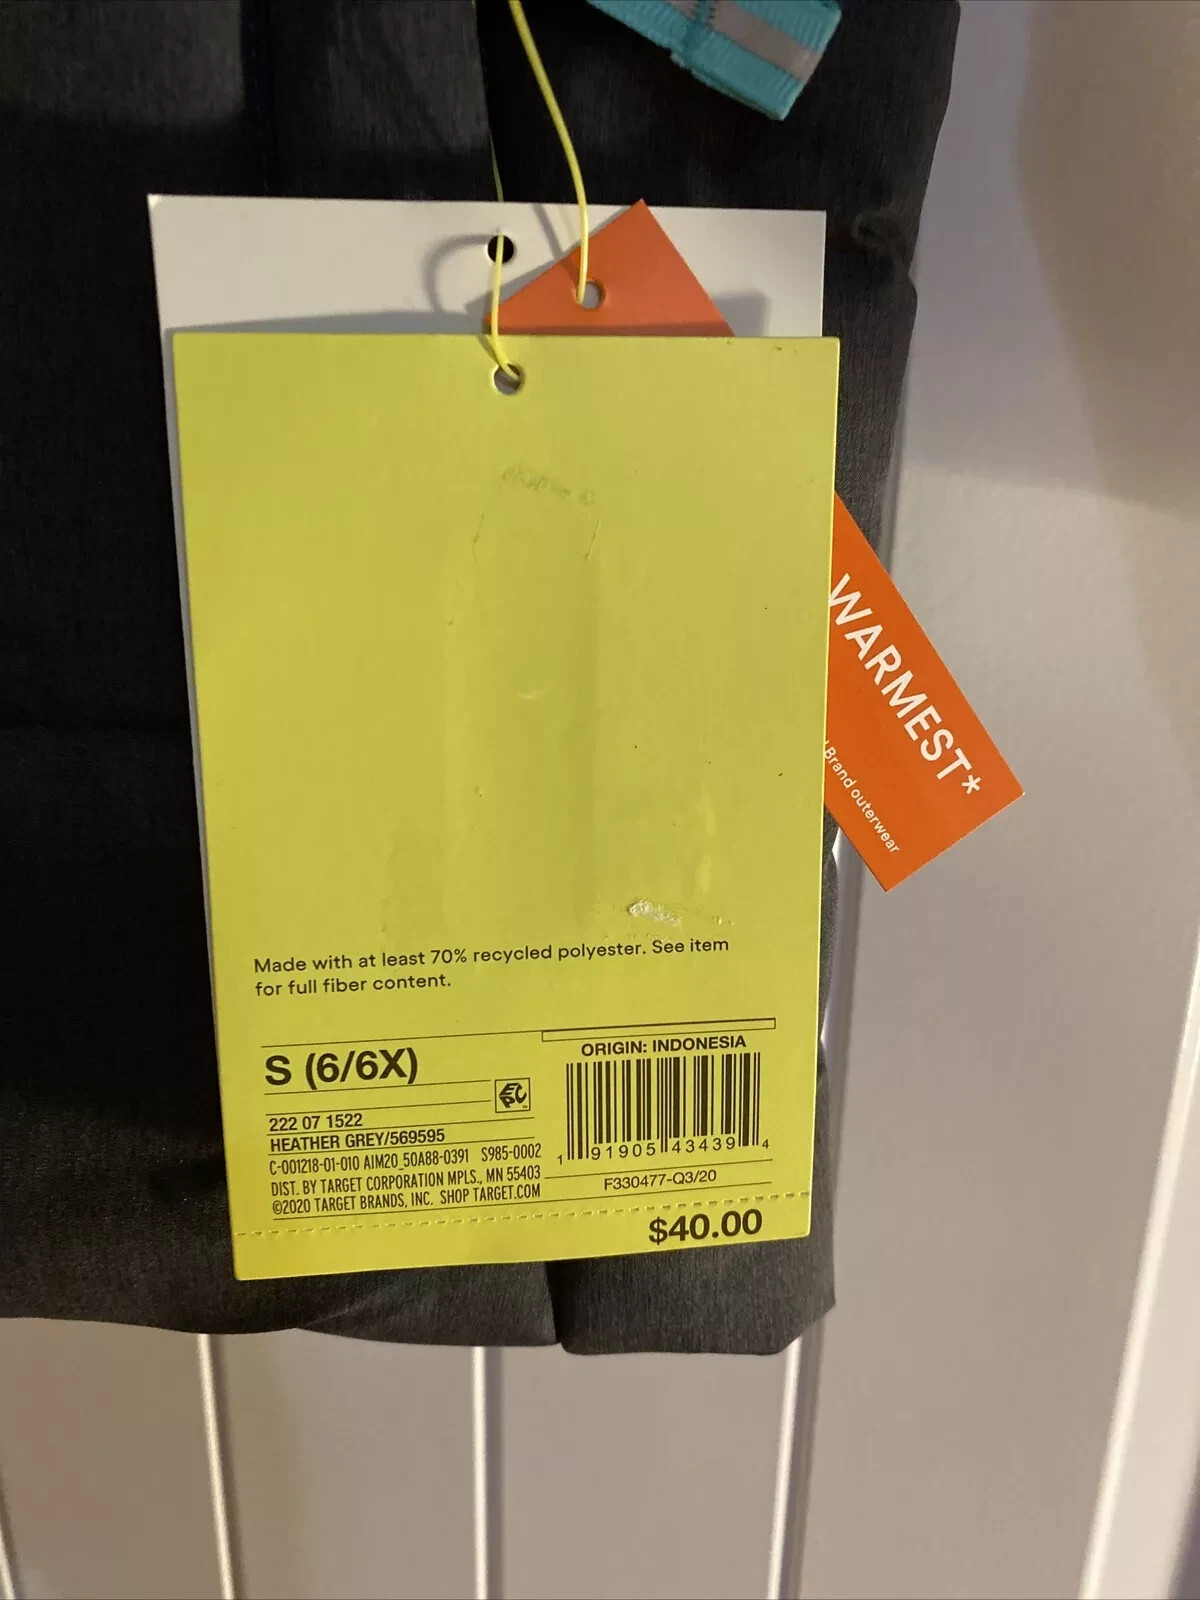 WARMEST*
Brand outerwear
Made with at least 70% recycled polyester. See item
for full fiber content.
S (6/6X)
EPC
222 07 1522
HEATHER GREY/569595
C-001218-01-010 AIM20_50A88-0391 S985-0002
DIST. BY TARGET CORPORATION MPLS., MN 55403
©2020 TARGET BRANDS, INC. SHOP TARGET.COM
ORIGIN: INDONESIA
1 91905 43439 4
F330477-Q3/20
$40.00